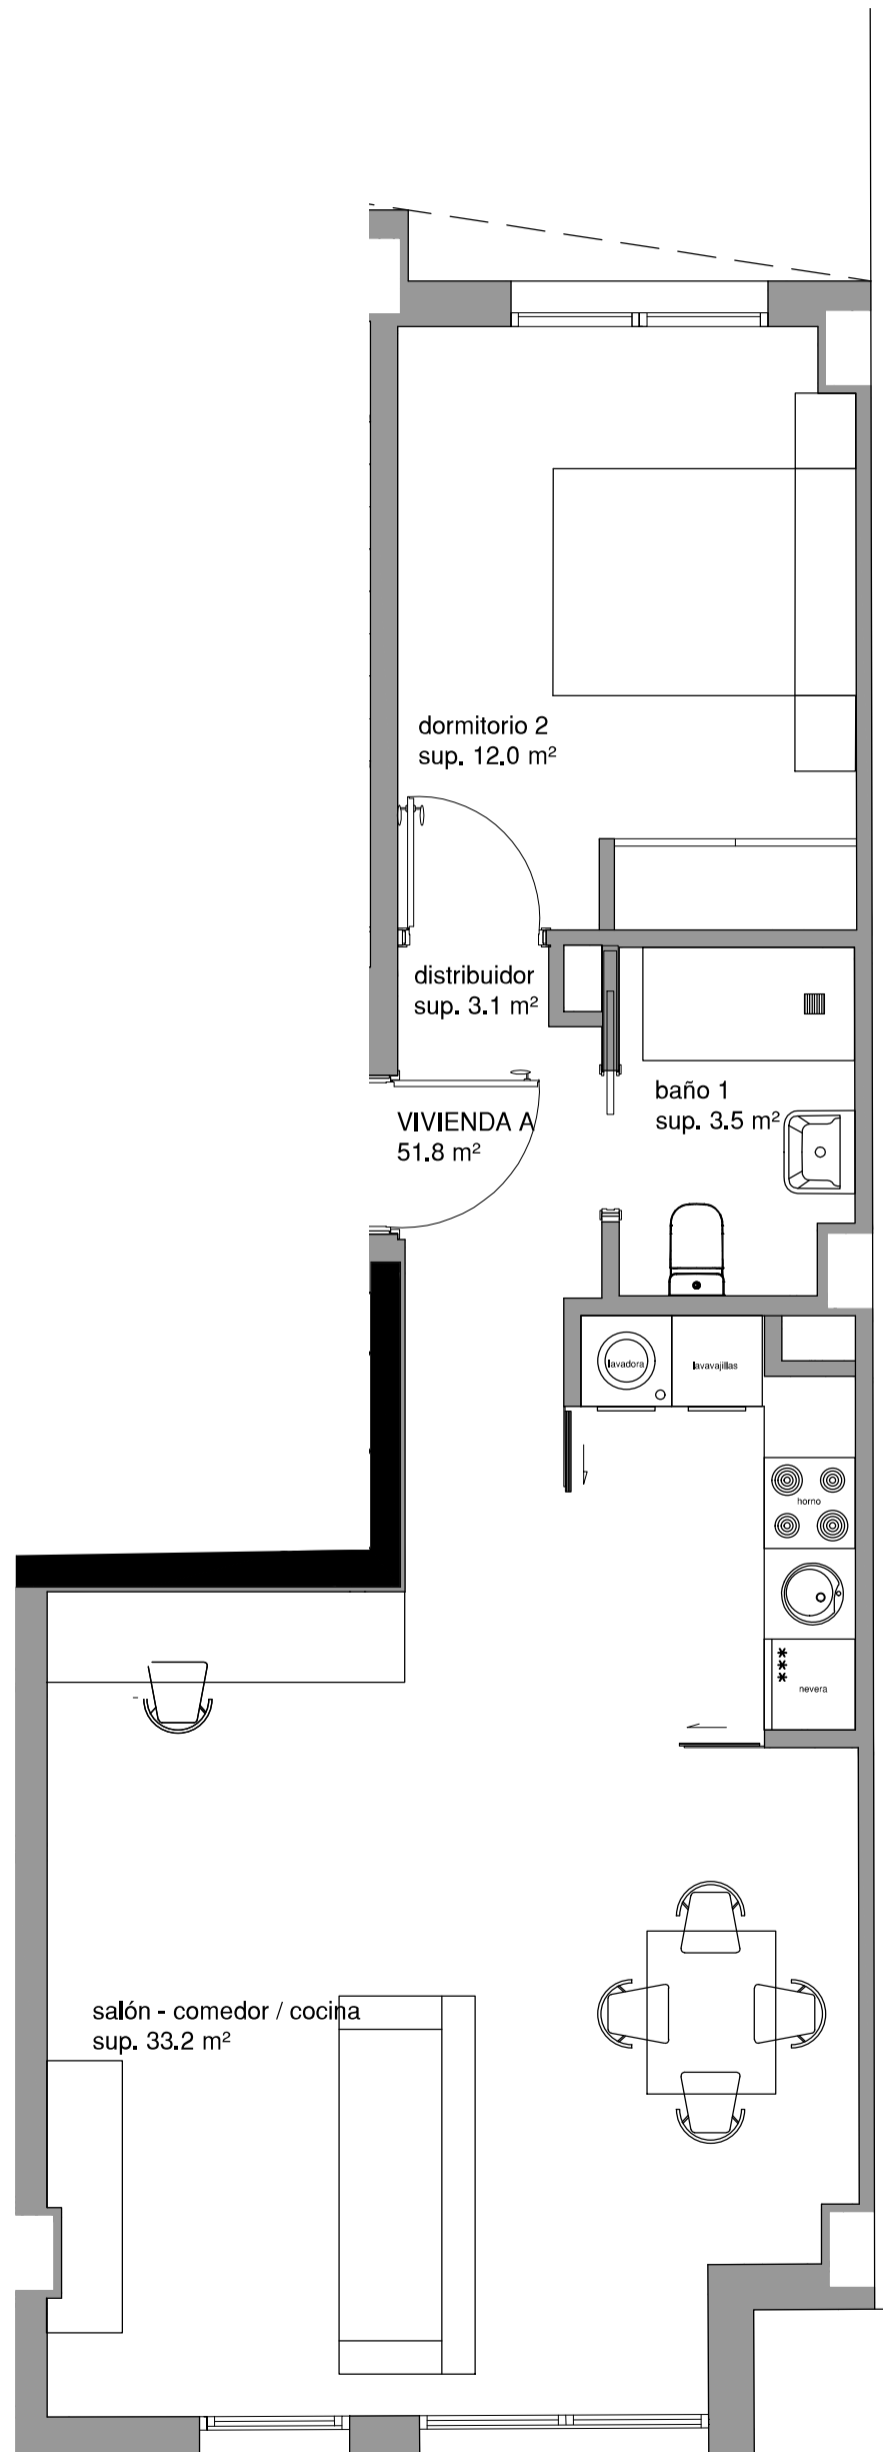 dormitorio 2
sup. 12.0 m²
distribuidor
sup. 3.1 m²
baño 1
sup. 3.5 m²
VIVIENDA A
51.8 m²
lavadora
lavavajillas
horno
***
nevera
salón - comedor / cocina
sup. 33.2 m²